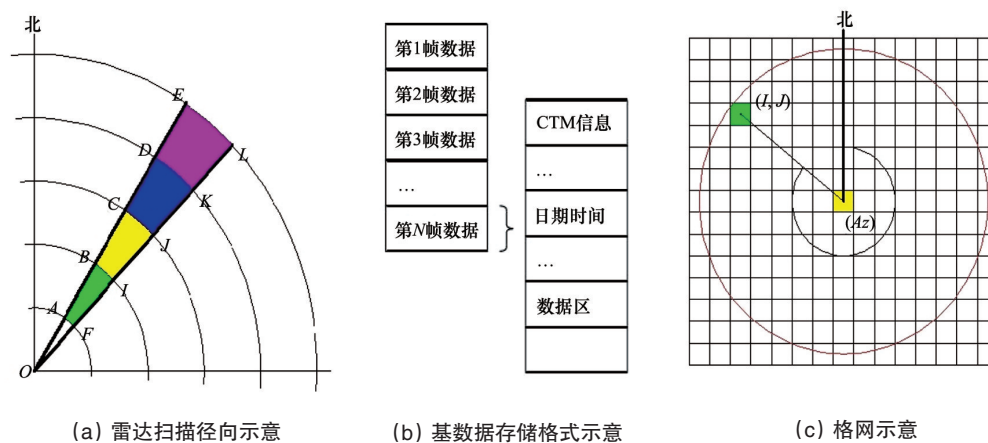 北
E
L
D
K
C
J
B
I
A
F
O
(a) 雷达扫描径向示意
第1帧数据
第2帧数据
第3帧数据
…
第N帧数据
CTM信息
…
日期时间
…
数据区
(b) 基数据存储格式示意
北
(I, J)
(Az)
(c) 格网示意